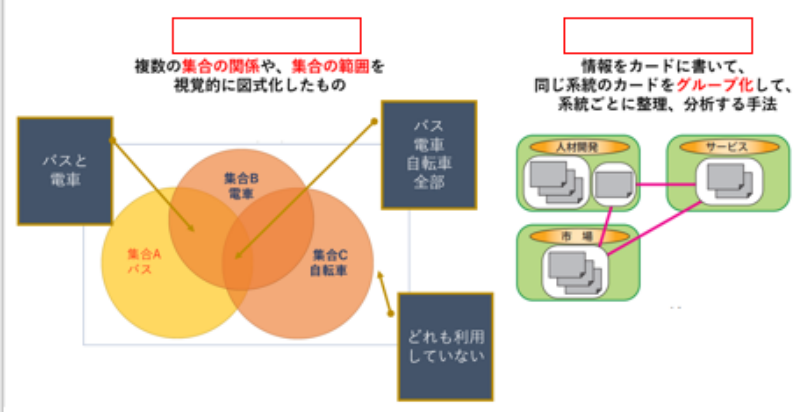 複数の集合の関係や、集合の範囲を
視覚的に図式化したもの
バスと
電車
バス
電車
自転車
全部
集合B
電車
集合A
バス
集合C
自転車
どれも利用
していない
情報をカードに書いて、
同じ系統のカードをグループ化して、
系統ごとに整理、分析する手法
人材開発
サービス
市 場